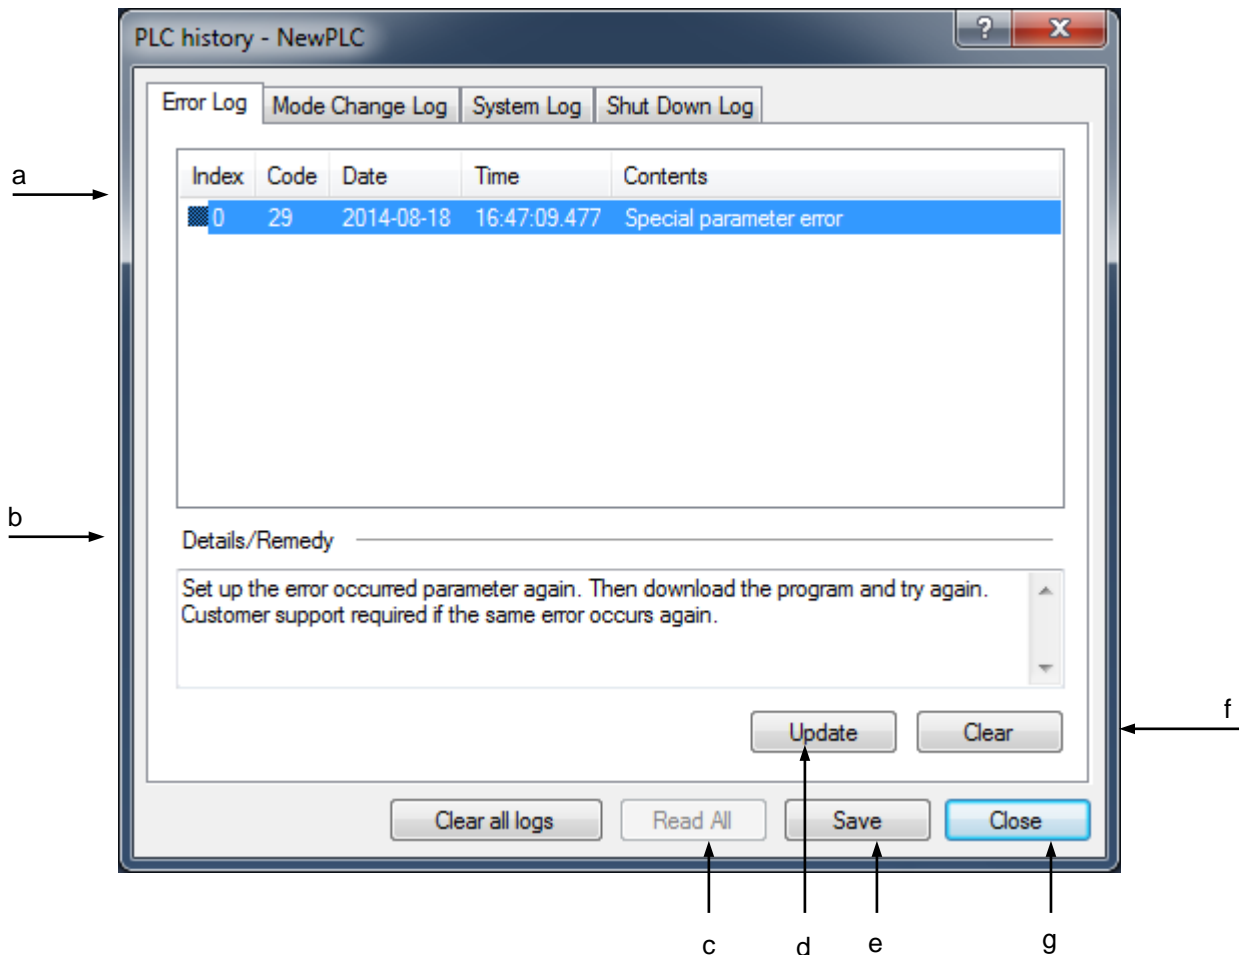 PLC history - NewPLC
?
Error Log Mode Change Log System Log Shut Down Log
a
Index Code Date Time Contents
0 29 2014-08-18 16:47:09.477 Special parameter error
b
Details/Remedy
Set up the error occurred parameter again. Then download the program and try again.
Customer support required if the same error occurs again.
f
Update Clear
Clear all logs Read All Save Close
c d e g